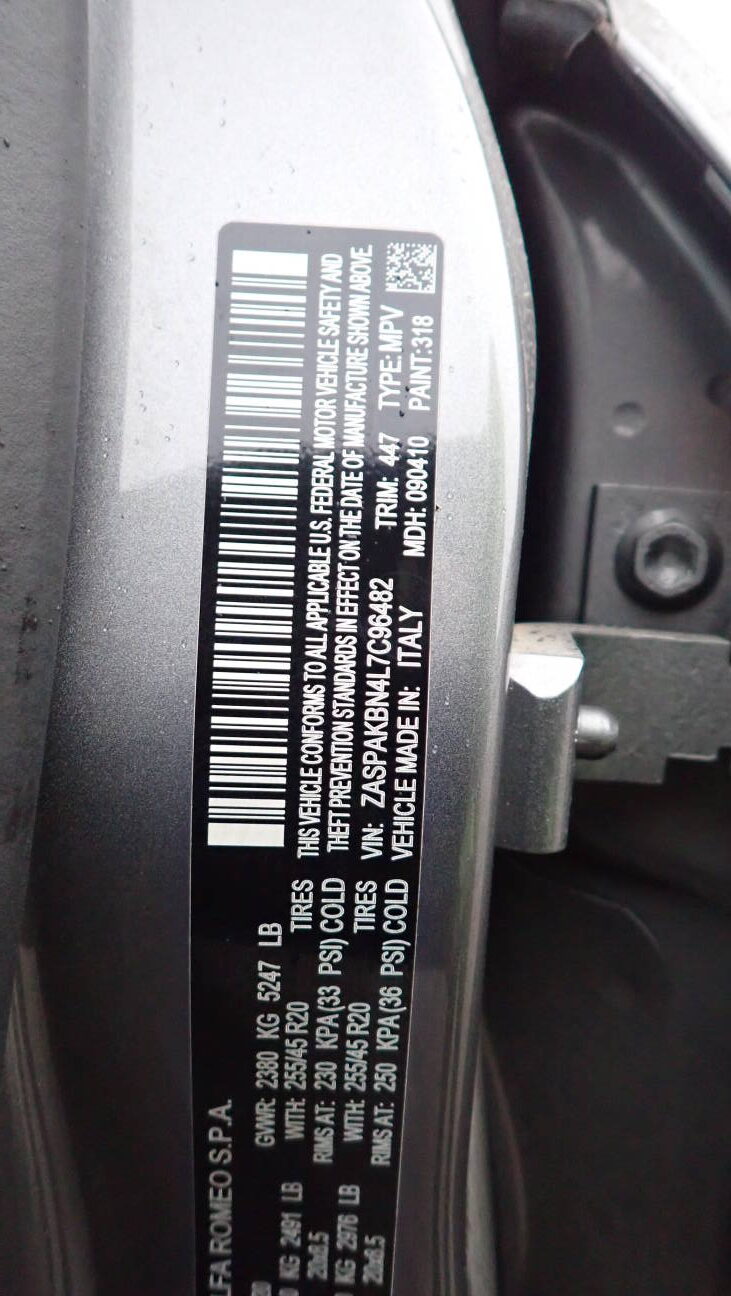 LFA ROMEO S.P.A.
GVWR: 2380 KG 5247 LB
KG 2491 LB WITH: 255/45 R20 TIRES
20x8.5 RIMS AT: 230 KPA (33 PSI) COLD
KG 2976 LB WITH: 255/45 R20 TIRES
20x8.5 RIMS AT: 250 KPA (36 PSI) COLD
THIS VEHICLE CONFORMS TO ALL APPLICABLE U.S. FEDERAL MOTOR VEHICLE SAFETY AND
THEFT PREVENTION STANDARDS IN EFFECT ON THE DATE OF MANUFACTURE SHOWN ABOVE.
VIN: ZASPAKBN4L7C96482 TRIM: 447 TYPE: MPV
VEHICLE MADE IN: ITALY MDH: 090410 PAINT: 318